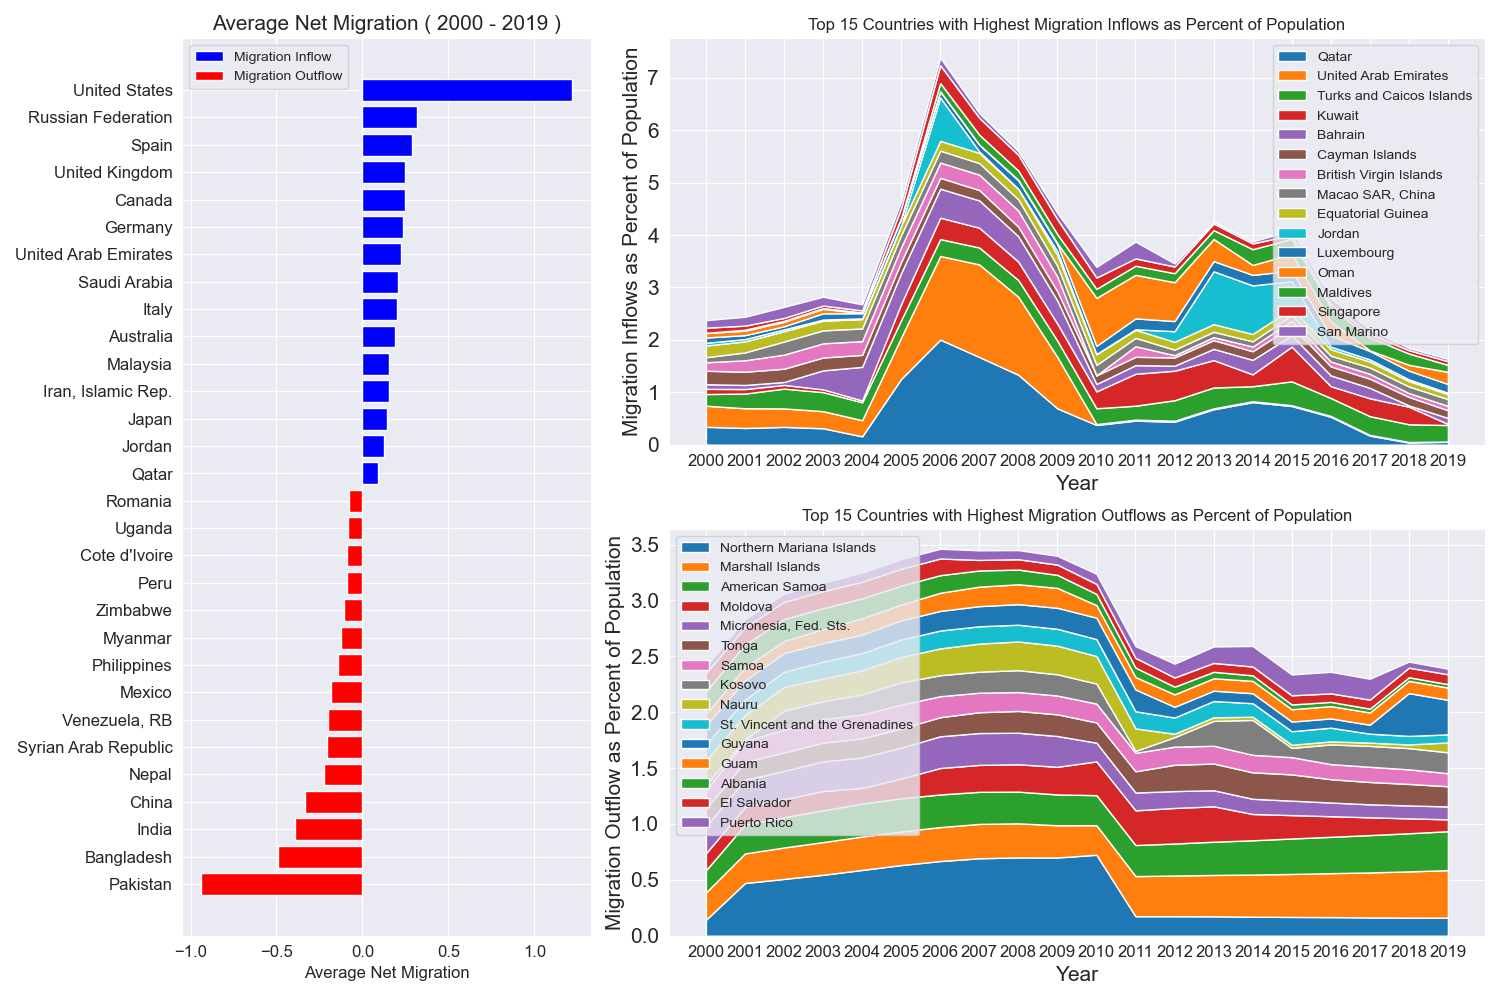 Average Net Migration ( 2000 - 2019 )
Migration Inflow
Migration Outflow
United States
Russian Federation
Spain
United Kingdom
Canada
Germany
United Arab Emirates
Saudi Arabia
Italy
Australia
Malaysia
Iran, Islamic Rep.
Japan
Jordan
Qatar
Romania
Uganda
Cote d'Ivoire
Peru
Zimbabwe
Myanmar
Philippines
Mexico
Venezuela, RB
Syrian Arab Republic
Nepal
China
India
Bangladesh
Pakistan
−1.0 −0.5 0.0 0.5 1.0
Average Net Migration
Top 15 Countries with Highest Migration Inflows as Percent of Population
Migration Inflows as Percent of Population
7
6
5
4
3
2
1
0
Qatar
United Arab Emirates
Turks and Caicos Islands
Kuwait
Bahrain
Cayman Islands
British Virgin Islands
Macao SAR, China
Equatorial Guinea
Jordan
Luxembourg
Oman
Maldives
Singapore
San Marino
2000 2001 2002 2003 2004 2005 2006 2007 2008 2009 2010 2011 2012 2013 2014 2015 2016 2017 2018 2019
Year
Top 15 Countries with Highest Migration Outflows as Percent of Population
Migration Outflow as Percent of Population
3.5
3.0
2.5
2.0
1.5
1.0
0.5
0.0
Northern Mariana Islands
Marshall Islands
American Samoa
Moldova
Micronesia, Fed. Sts.
Tonga
Samoa
Kosovo
Nauru
St. Vincent and the Grenadines
Guyana
Guam
Albania
El Salvador
Puerto Rico
2000 2001 2002 2003 2004 2005 2006 2007 2008 2009 2010 2011 2012 2013 2014 2015 2016 2017 2018 2019
Year